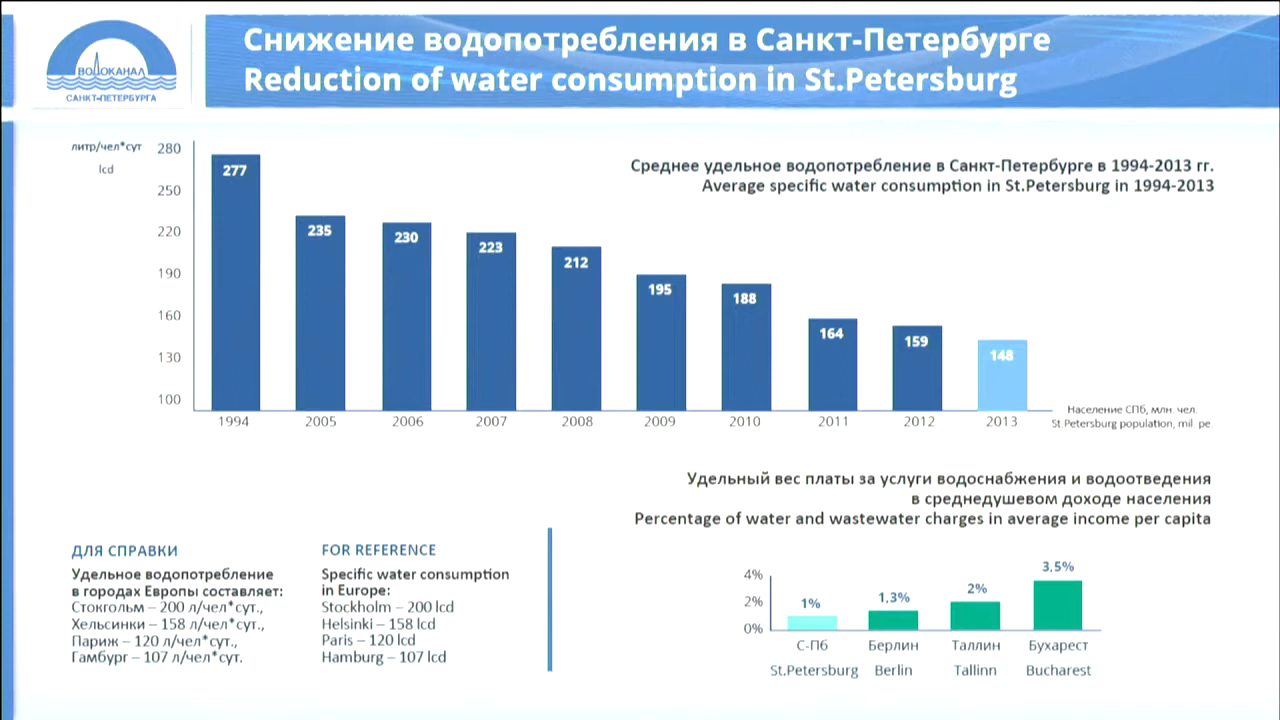 ВОДОКАНАЛ
САНКТ-ПЕТЕРБУРГА
Снижение водопотребления в Санкт-Петербурге
Reduction of water consumption in St.Petersburg
литр/чел*сут
lcd
280
250
220
190
160
130
100
Среднее удельное водопотребление в Санкт-Петербурге в 1994-2013 гг.
Average specific water consumption in St.Petersburg in 1994-2013
277
235
230
223
212
195
188
164
159
148
1994
2005
2006
2007
2008
2009
2010
2011
2012
2013
Население СПб, млн. чел.
St.Petersburg population, mil. pe.
ДЛЯ СПРАВКИ
Удельное водопотребление
в городах Европы составляет:
Стокгольм – 200 л/чел*сут.,
Хельсинки – 158 л/чел*сут.,
Париж – 120 л/чел*сут.,
Гамбург – 107 л/чел*сут.
FOR REFERENCE
Specific water consumption
in Europe:
Stockholm – 200 lcd
Helsinki – 158 lcd
Paris – 120 lcd
Hamburg – 107 lcd
Удельный вес платы за услуги водоснабжения и водоотведения
в среднедушевом доходе населения
Percentage of water and wastewater charges in average income per capita
4%
2%
0%
1%
1,3%
2%
3,5%
С-Пб
Берлин
Таллин
Бухарест
St.Petersburg
Berlin
Tallinn
Bucharest